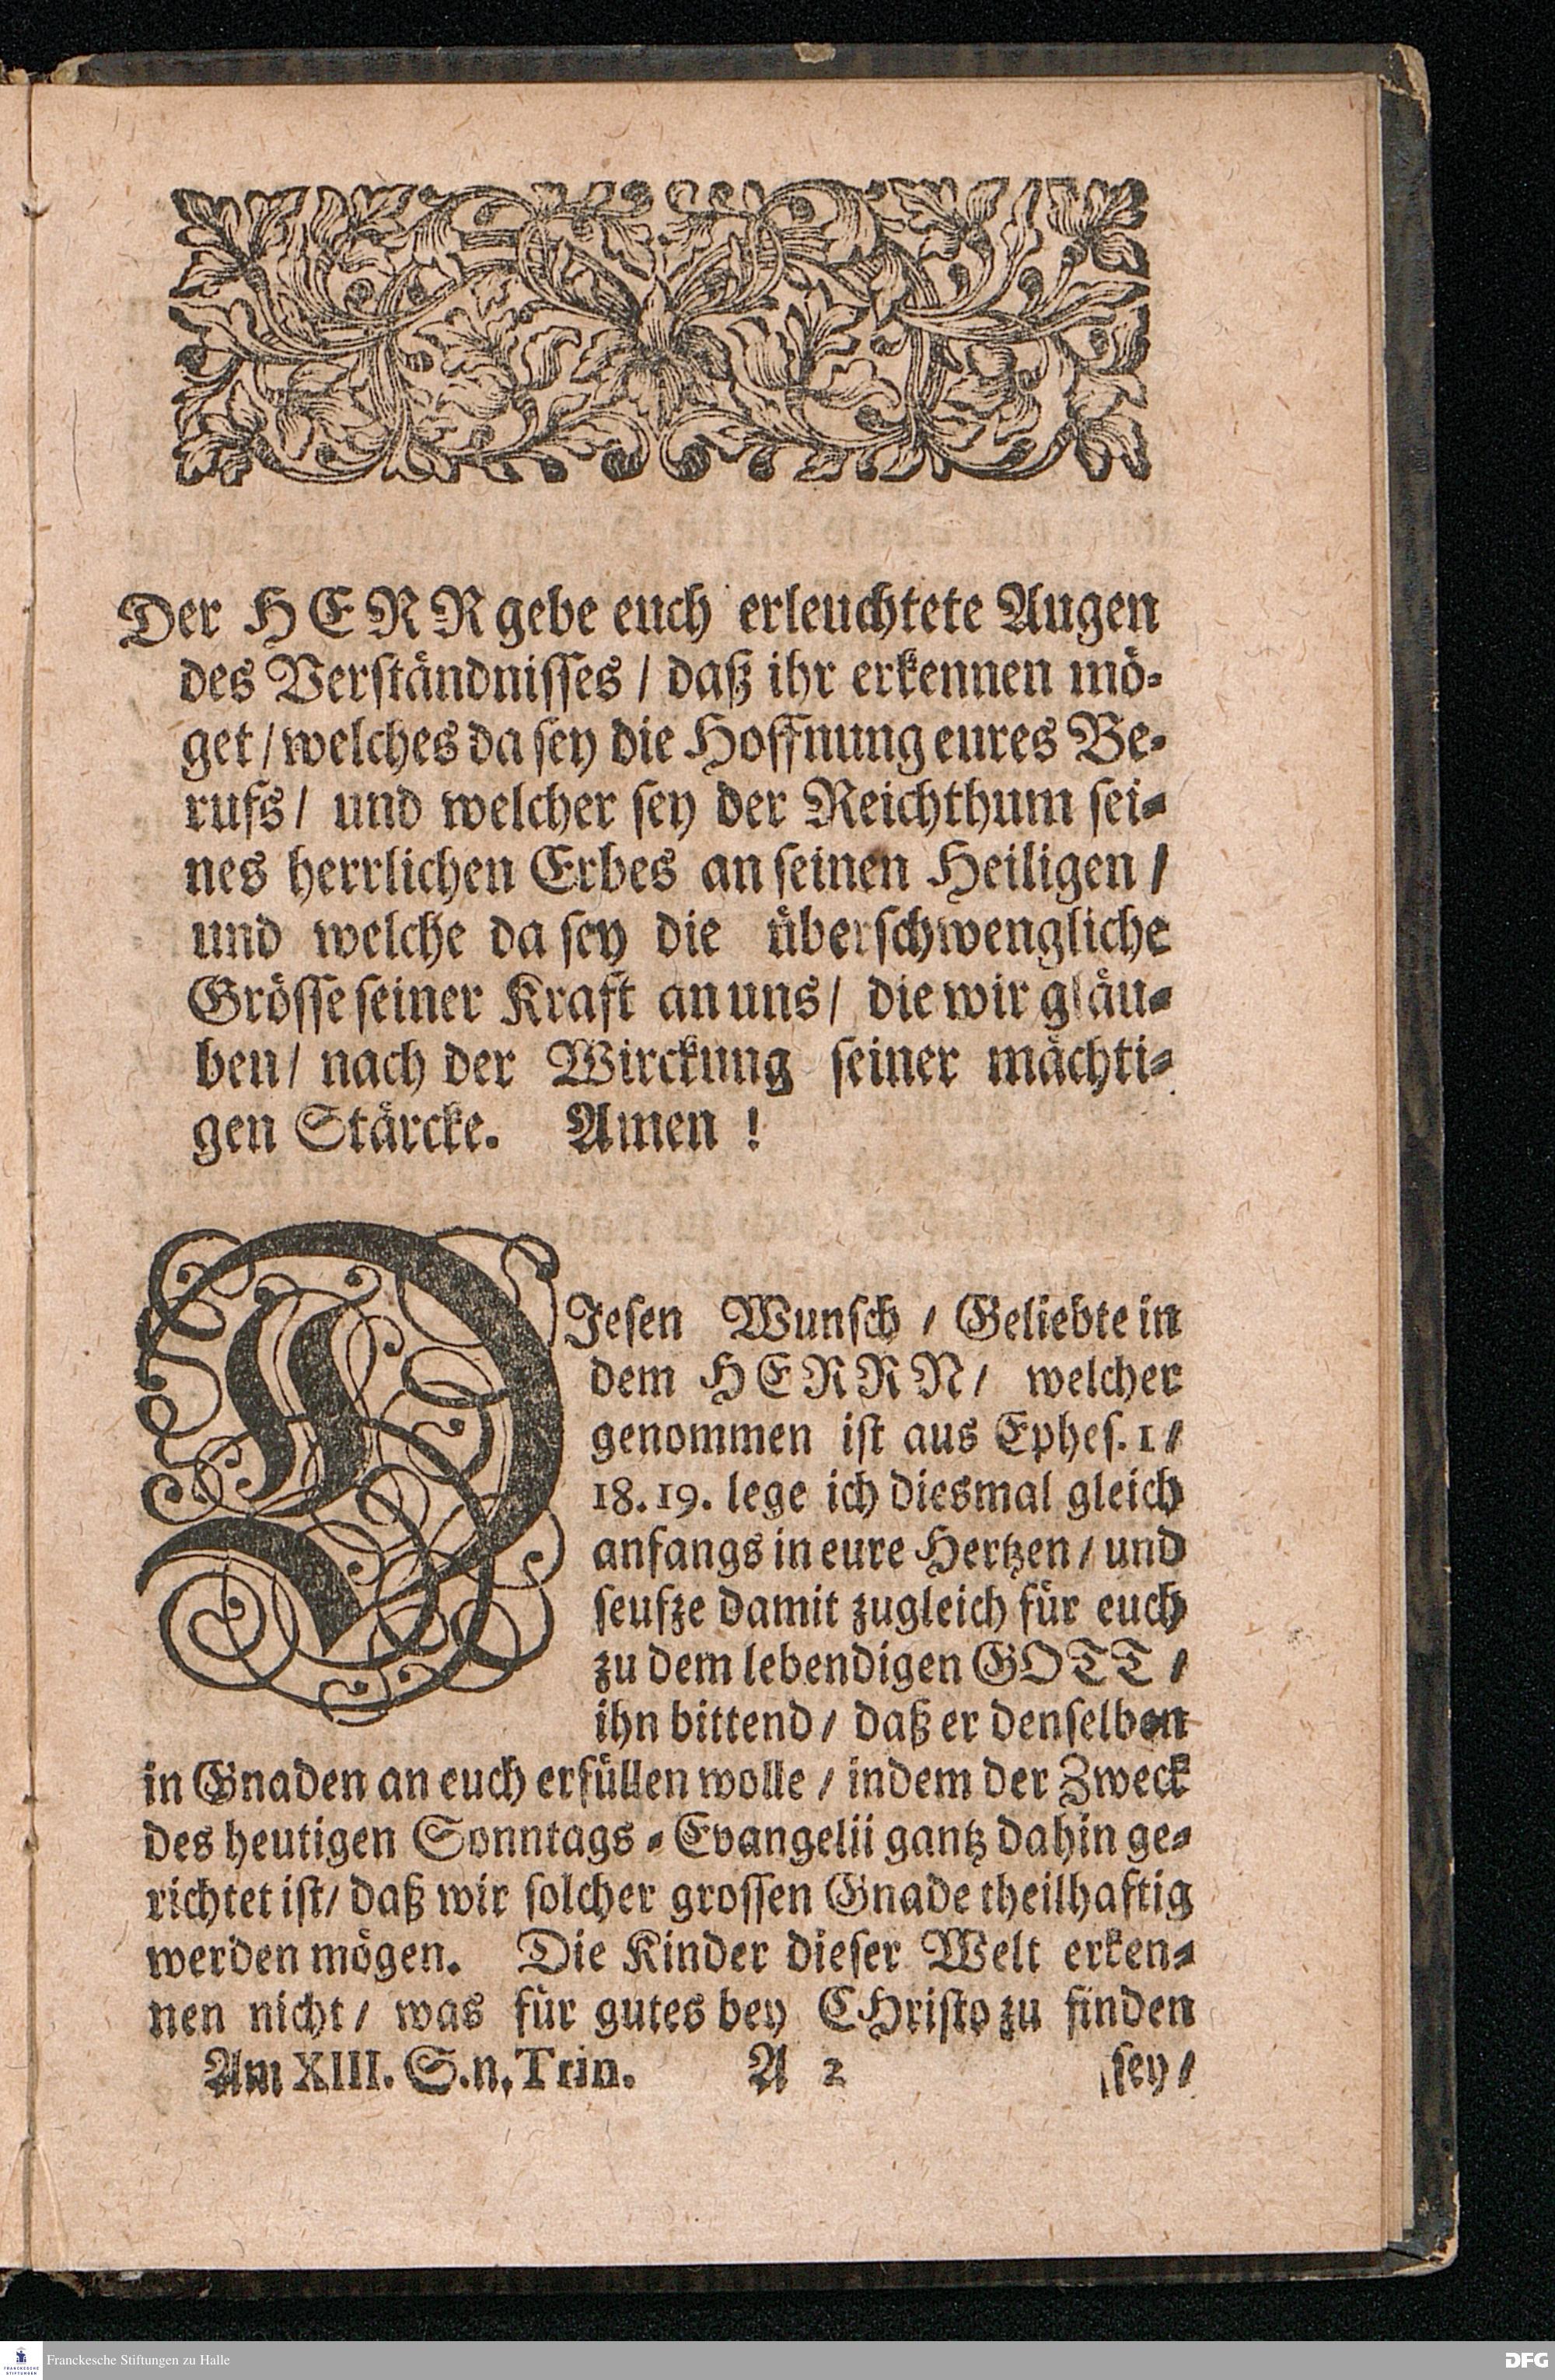 Der HERR gebe euch erleuchtete Augen
des Verständnisses / daß ihr erkennen mö-
get / welches da sey die Hoffnung eures Be-
rufs / und welcher sey der Reichthum sei-
nes herrlichen Erbes an seinen Heiligen /
und welche da sey die überschwengliche
Grösse seiner Kraft an uns / die wir gläu-
ben / nach der Wirckung seiner mächti-
gen Stärcke. Amen !
DJesen Wunsch / Geliebte in
dem HERRN / welcher
genommen ist aus Ephes. 1 /
18. 19. lege ich diesmal gleich
anfangs in eure Hertzen / und
seufze damit zugleich für euch
zu dem lebendigen GOTT /
ihn bittend / daß er denselben
in Gnaden an euch erfüllen wolle / indem der Zweck
des heutigen Sonntags-Evangelii gantz dahin ge-
richtet ist / daß wir solcher grossen Gnade theilhaftig
werden mögen. Die Kinder dieser Welt erken-
nen nicht / was für gutes bey CHristo zu finden
Am XIII. S. n. Trin. A 2 sey /
FRANCKESCHE STIFTUNGEN
Franckesche Stiftungen zu Halle
DFG